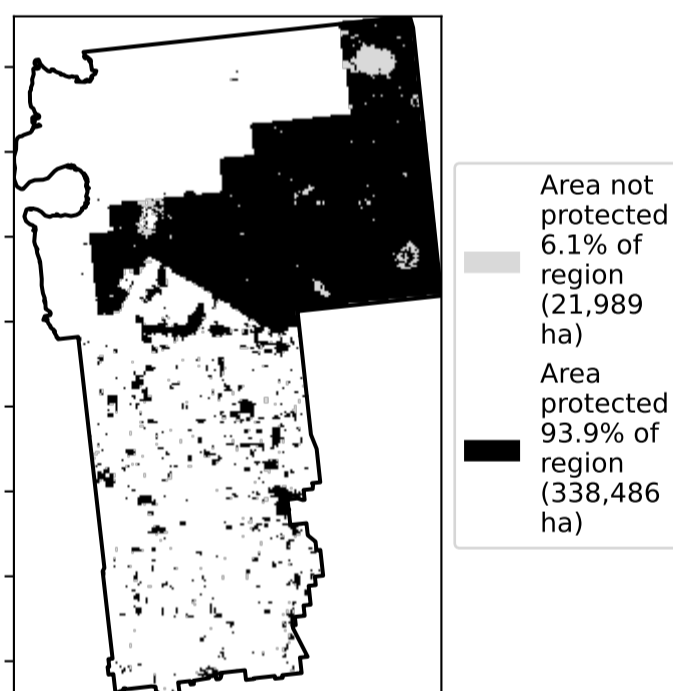 Area not
protected
6.1% of
region
(21,989
ha)
Area
protected
93.9% of
region
(338,486
ha)